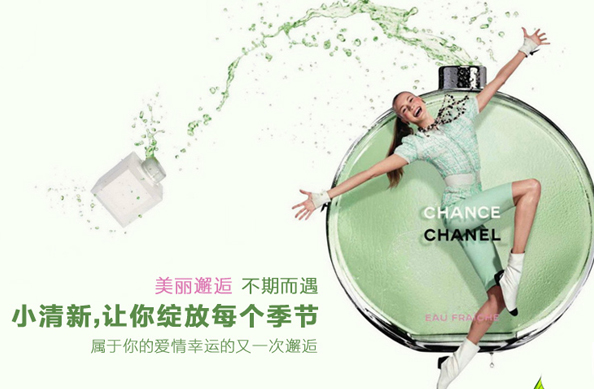 CHANCE
CHANEL
EAU FRAÎCHE
美丽邂逅 不期而遇
小清新,让你绽放每个季节
属于你的爱情幸运的又一次邂逅